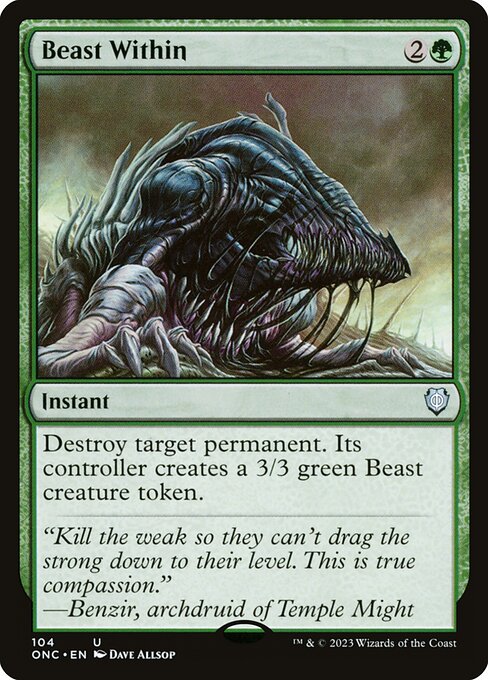 Beast Within 2
Instant
Destroy target permanent. Its
controller creates a 3/3 green Beast
creature token.
“Kill the weak so they can’t drag the
strong down to their level. This is true
compassion.”
—Benzir, archdruid of Temple Might
104 U
ONC • EN Dave Allsop
™ & © 2023 Wizards of the Coast